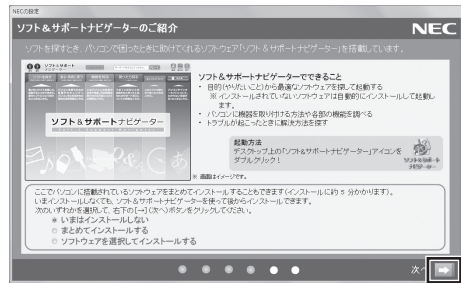 NECの設定
ソフト&サポートナビゲーターのご紹介
NEC
ソフトを探すとき、パソコンで困ったときに助けてくれるソフトウェア「ソフト&サポートナビゲーター」を搭載しています。
ソフト&サポートナビゲーター
※ 画面はイメージです。
ソフト&サポートナビゲーターでできること
・ 目的(やりたいこと)から最適なソフトを探して起動する
※ インストールされていないソフトウェアは自動的にインストールして起動します。
・ パソコンに機器を取り付ける方法や各部の機能を調べる
・ トラブルが起こったときに解決方法を探す
起動方法
デスクトップ上の「ソフト&サポートナビゲーター」アイコンを
ダブルクリック!
ソフト&サポート
ナビゲーター
ここでパソコンに搭載されているソフトウェアをまとめてインストールすることもできます(インストールに約 5 分かかります)。
いまインストールしなくても、ソフト&サポートナビゲーターを使って後からインストールできます。
次のいずれかを選択して、右下の[→](次へ)ボタンをクリックしてください。
いまはインストールしない
まとめてインストールする
ソフトウェアを選択してインストールする
次へ